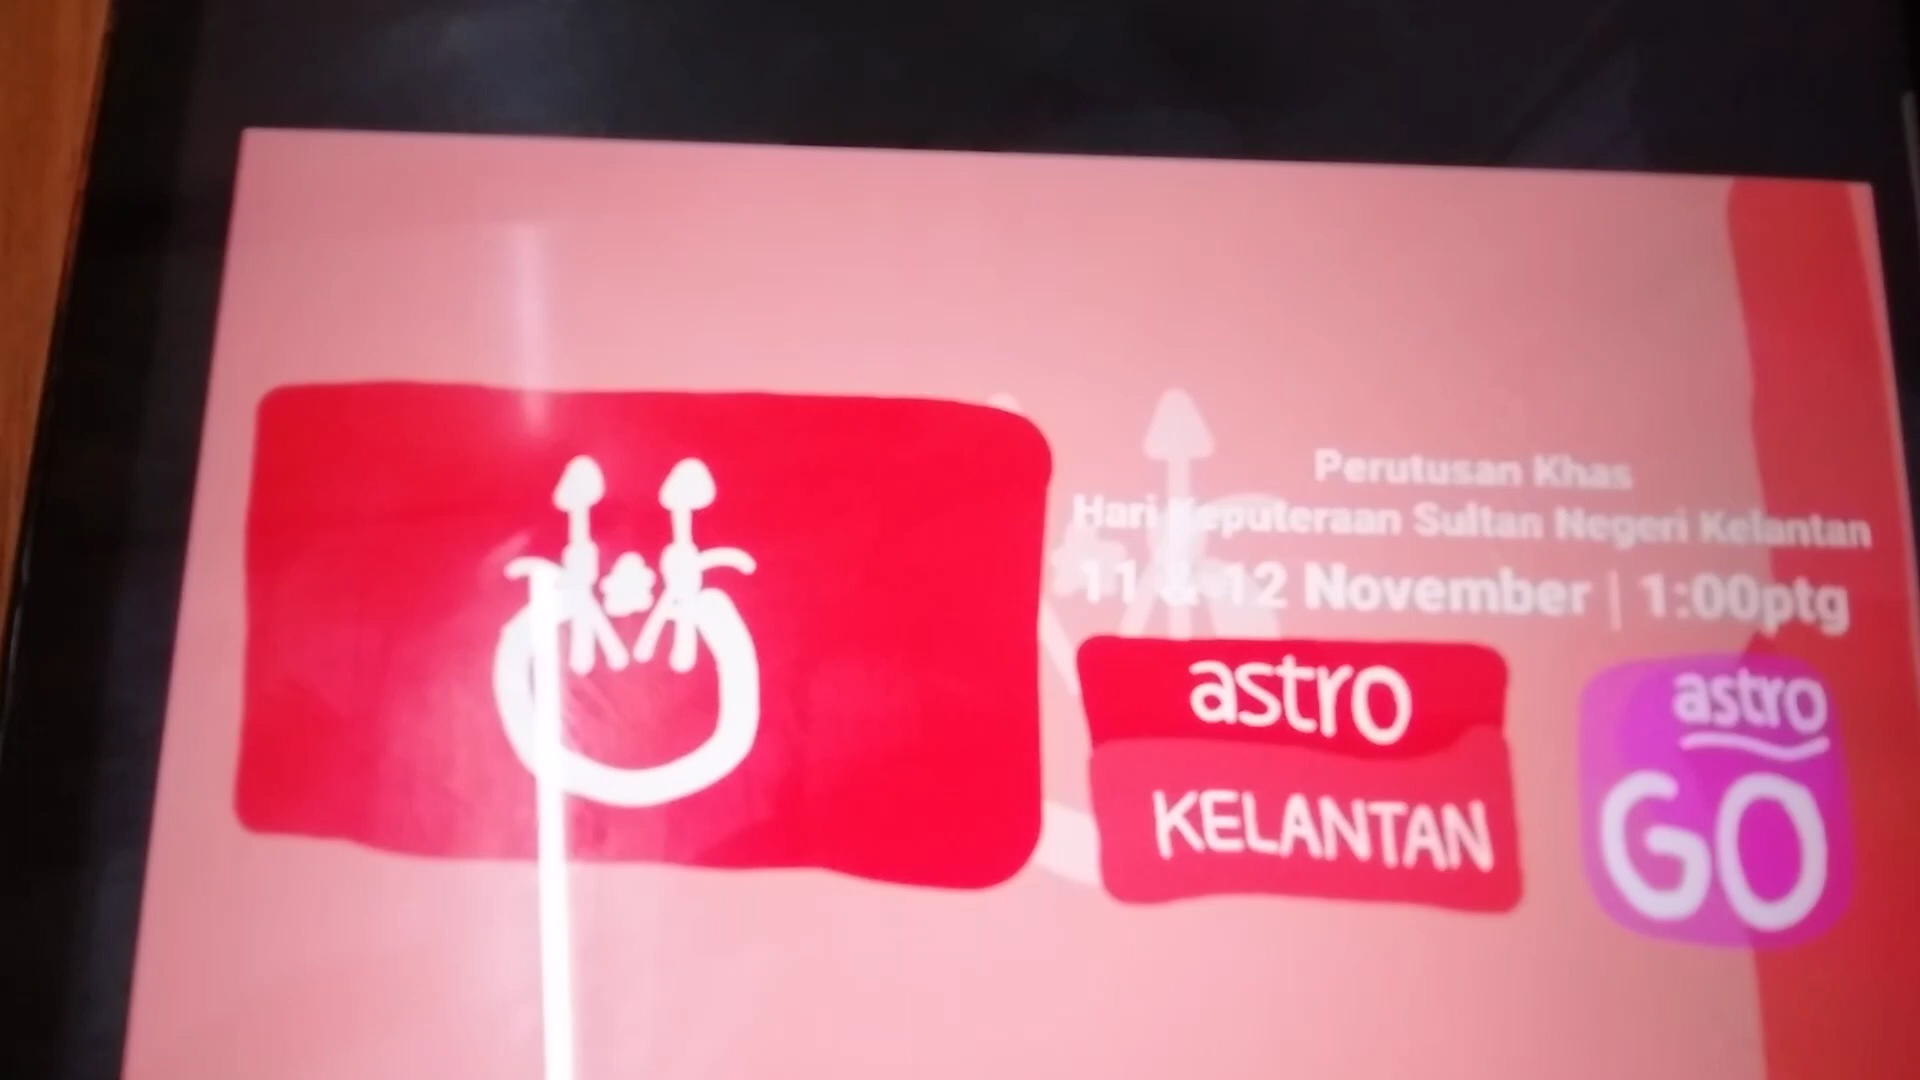 Perutusan Khas
Hari Keputeraan Sultan Negeri Kelantan
11 & 12 November | 1:00ptg
astro
KELANTAN
astro
GO